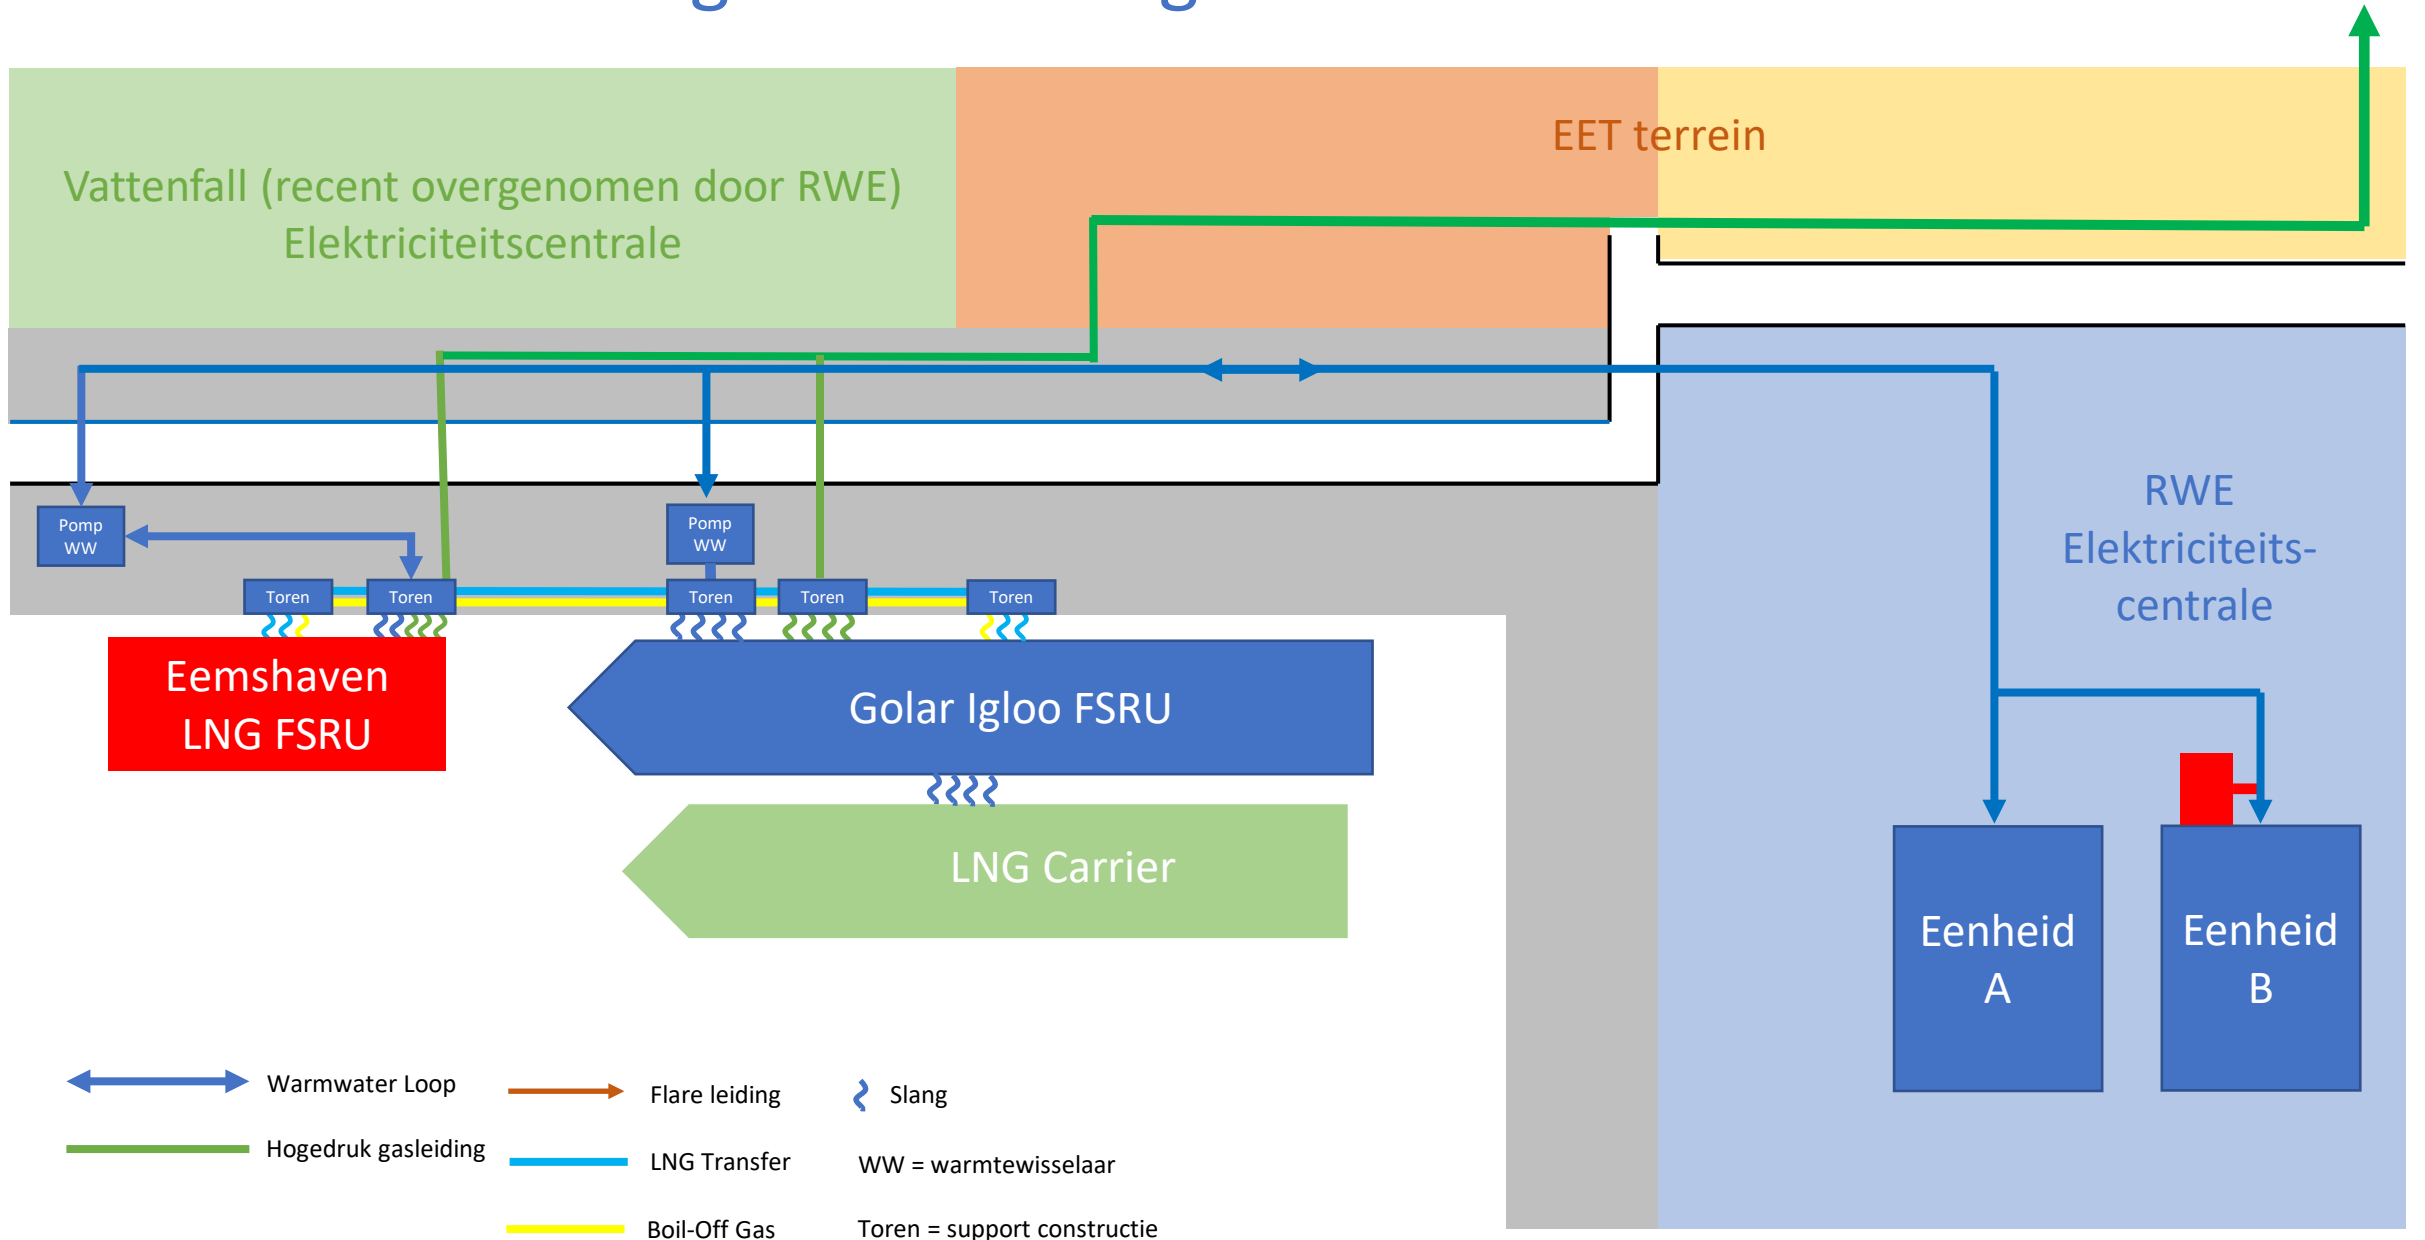 EET terrein
Vattenfall (recent overgenomen door RWE)
Elektriciteitscentrale
RWE
Elektriciteits-
centrale
Pomp
WW
Pomp
WW
Toren
Toren
Toren
Toren
Toren
Eemshaven
LNG FSRU
Golar Igloo FSRU
LNG Carrier
Eenheid
A
Eenheid
B
Warmwater Loop
Flare leiding
Slang
Hogedruk gasleiding
LNG Transfer
WW = warmtewisselaar
Boil-Off Gas
Toren = support constructie